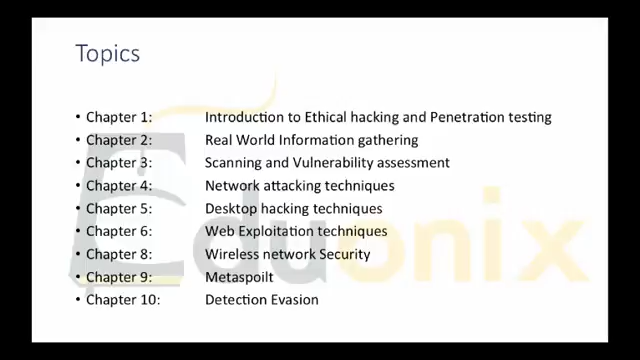 Topics
• Chapter 1: Introduction to Ethical hacking and Penetration testing
• Chapter 2: Real World Information gathering
• Chapter 3: Scanning and Vulnerability assessment
• Chapter 4: Network attacking techniques
• Chapter 5: Desktop hacking techniques
• Chapter 6: Web Exploitation techniques
• Chapter 8: Wireless network Security
• Chapter 9: Metaspoilt
• Chapter 10: Detection Evasion
Eduonix